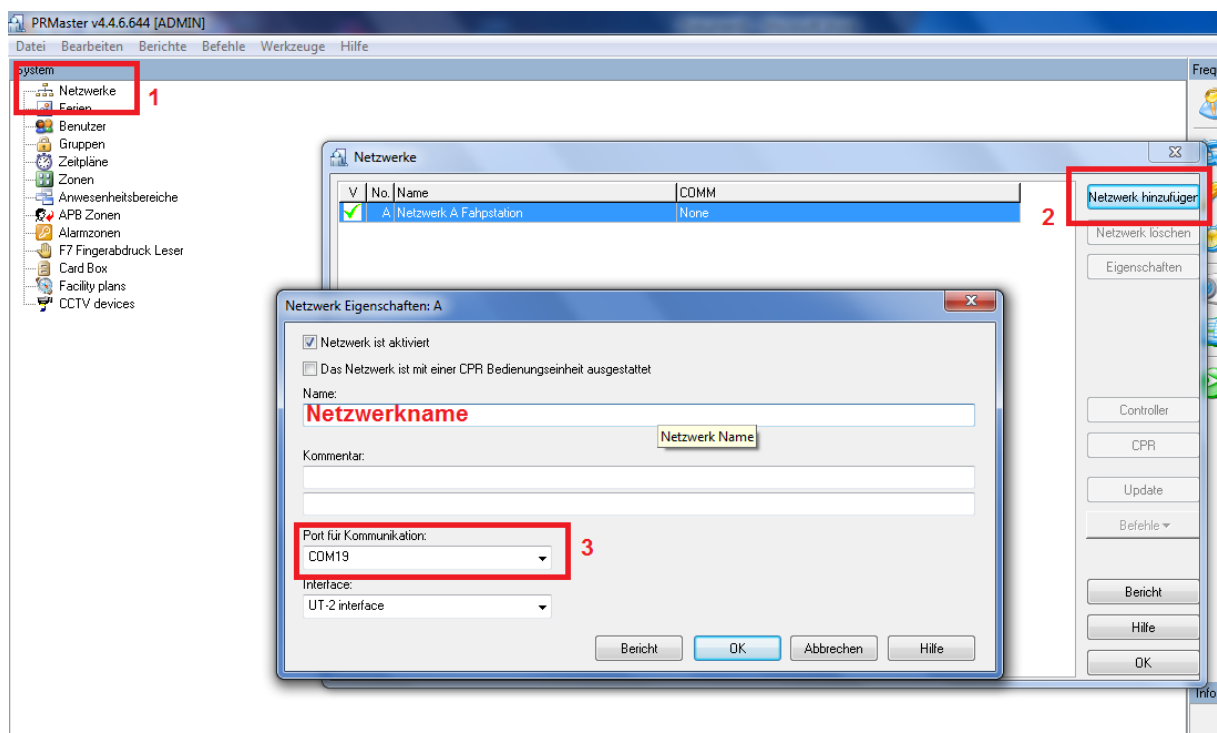 PRMaster v4.4.6.644 [ADMIN]
Datei Bearbeiten Berichte Befehle Werkzeuge Hilfe
System
Freq
Netzwerke
1
Ferien
Benutzer
Gruppen
Zeitpläne
Zonen
Anwesenheitsbereiche
APB Zonen
Alarmzonen
F7 Fingerabdruck Leser
Card Box
Facility plans
CCTV devices
Netzwerke
V No. Name COMM
A Netzwerk A Fahpstation None
2
Netzwerk hinzufüger
Netzwerk löschen
Eigenschaften
Controller
CPR
Update
Befehle
Bericht
Hilfe
OK
Netzwerk Eigenschaften: A
Netzwerk ist aktiviert
Das Netzwerk ist mit einer CPR Bedienungseinheit ausgestattet
Name:
Netzwerkname
Netzwerk Name
Kommentar:
Port für Kommunikation:
COM19
3
Interface:
UT-2 interface
Bericht OK Abbrechen Hilfe
Info